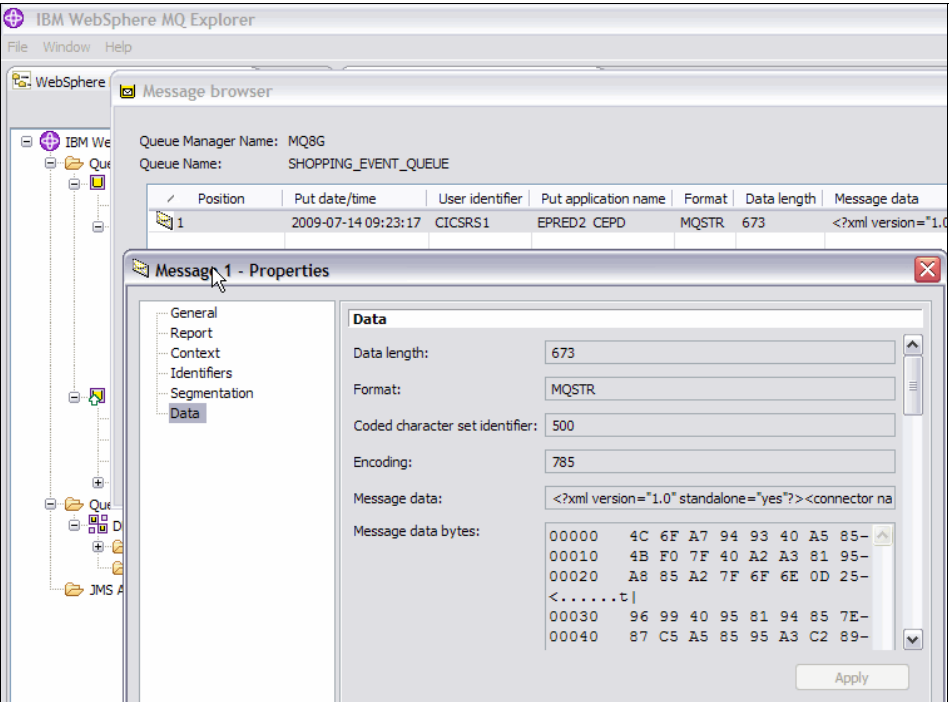 IBM WebSphere MQ Explorer
File Window Help
WebSphere
Message browser
IBM We
Que
Queue Manager Name: MQ8G
Queue Name: SHOPPING_EVENT_QUEUE
Position Put date/time User identifier Put application name Format Data length Message data
1 2009-07-14 09:23:17 CICSRS1 EPRED2 CEPD MQSTR 673 <?xml version="1.0
Message 1 - Properties
General
Report
Context
Identifiers
Segmentation
Data
Data
Data length: 673
Format: MQSTR
Coded character set identifier: 500
Encoding: 785
Message data: <?xml version="1.0" standalone="yes"?><connector na
Message data bytes:
00000 4C 6F A7 94 93 40 A5 85-
00010 4B F0 7F 40 A2 A3 81 95-
00020 A8 85 A2 7F 6F 6E 0D 25-
<......t|
00030 96 99 40 95 81 94 85 7E-
00040 87 C5 A5 85 95 A3 C2 89-
Que
D
JMS A
Apply